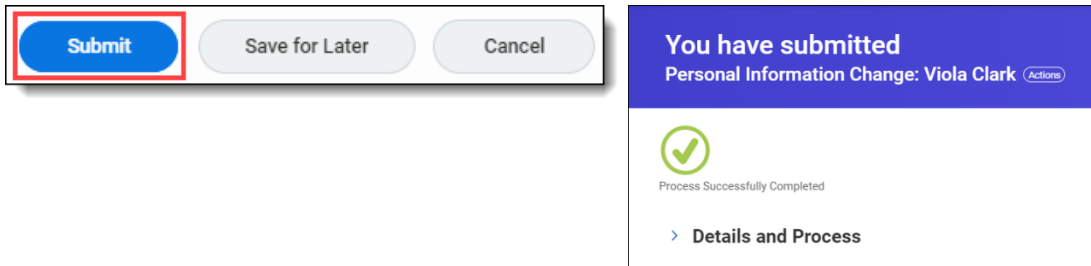 Submit
Save for Later
Cancel
You have submitted
Personal Information Change: Viola Clark Actions
Process Successfully Completed
Details and Process